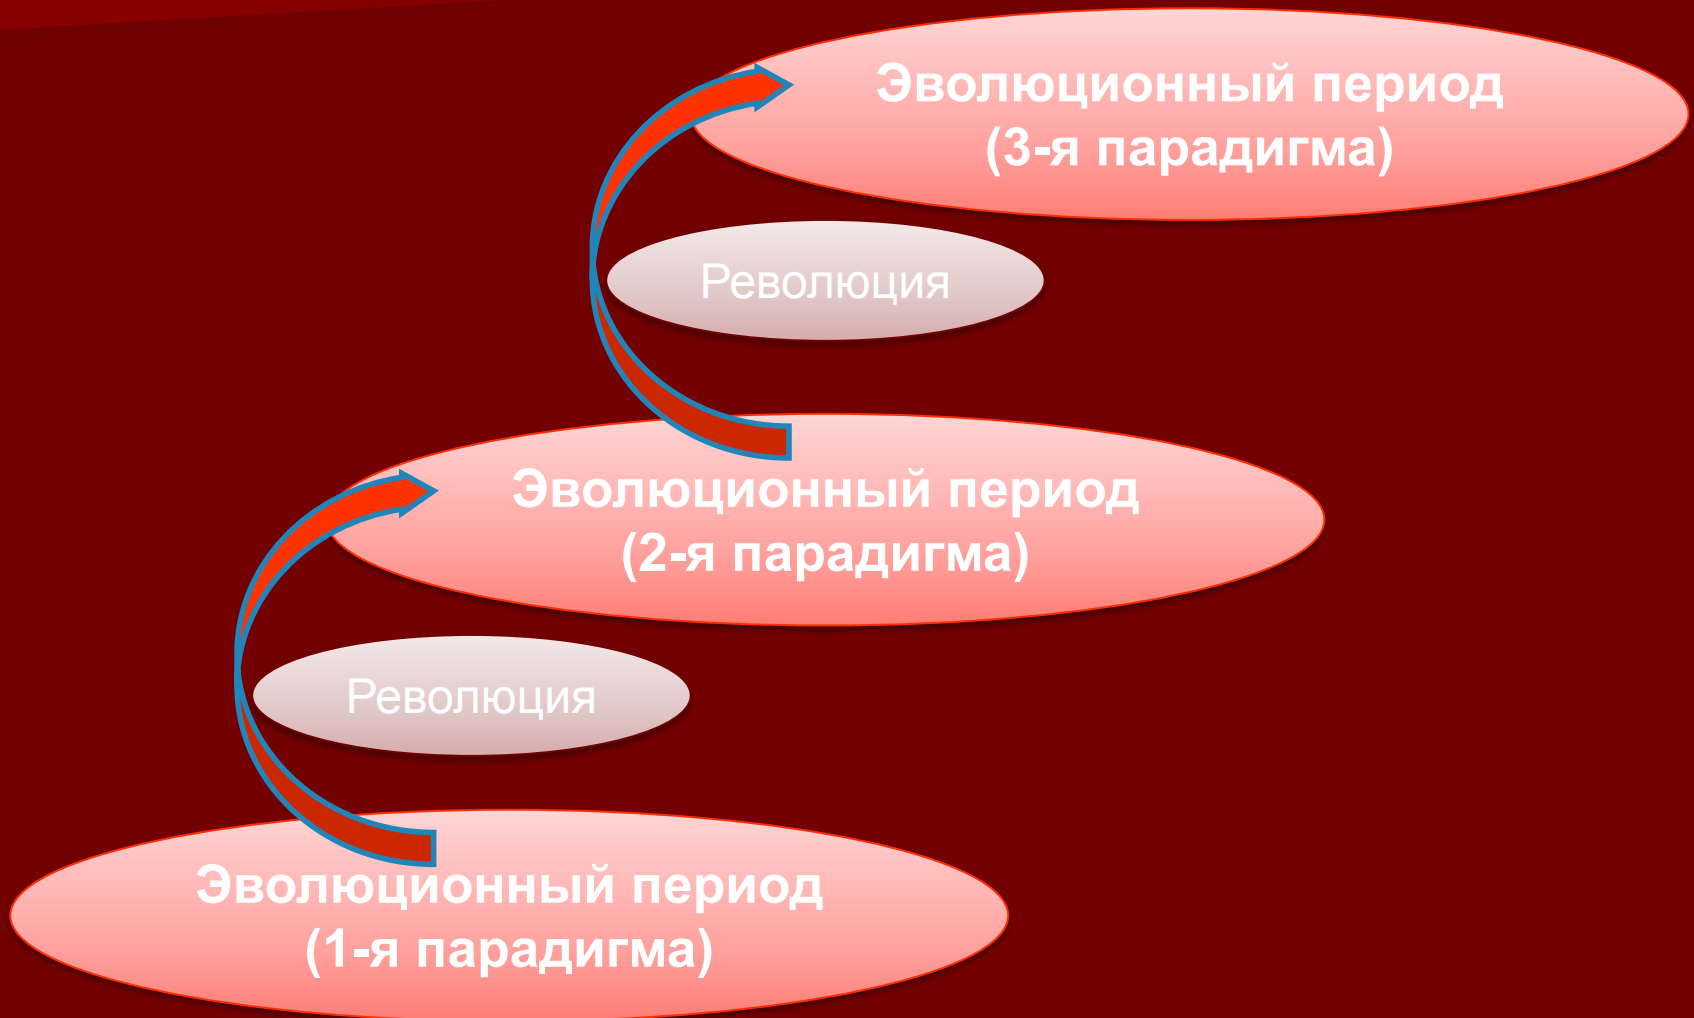 Эволюционный период
(3-я парадигма)
Революция
Эволюционный период
(2-я парадигма)
Революция
Эволюционный период
(1-я парадигма)